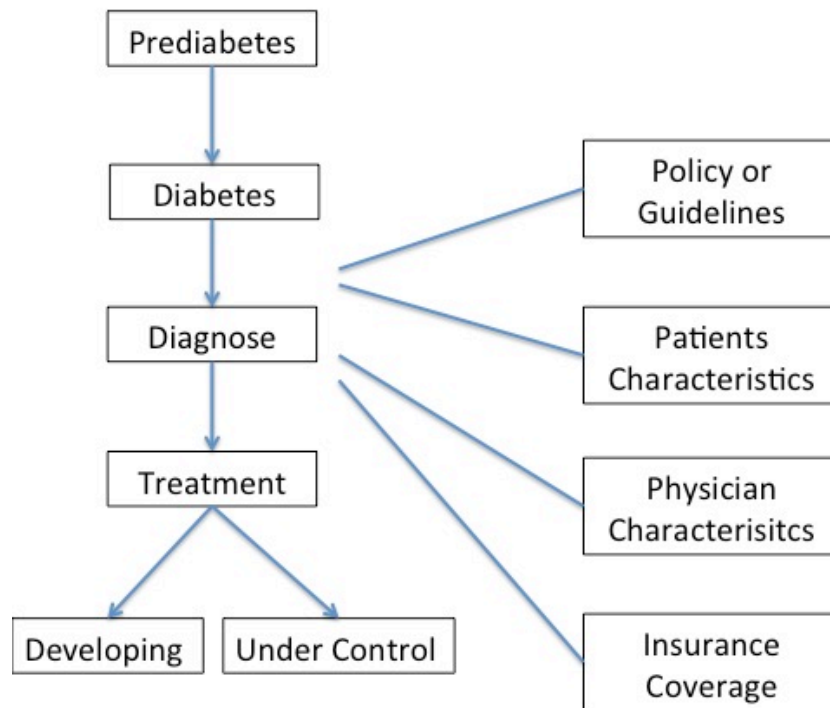 Prediabetes
Diabetes
Diagnose
Treatment
Developing
Under Control
Policy or
Guidelines
Patients
Characteristics
Physician
Characterisitcs
Insurance
Coverage